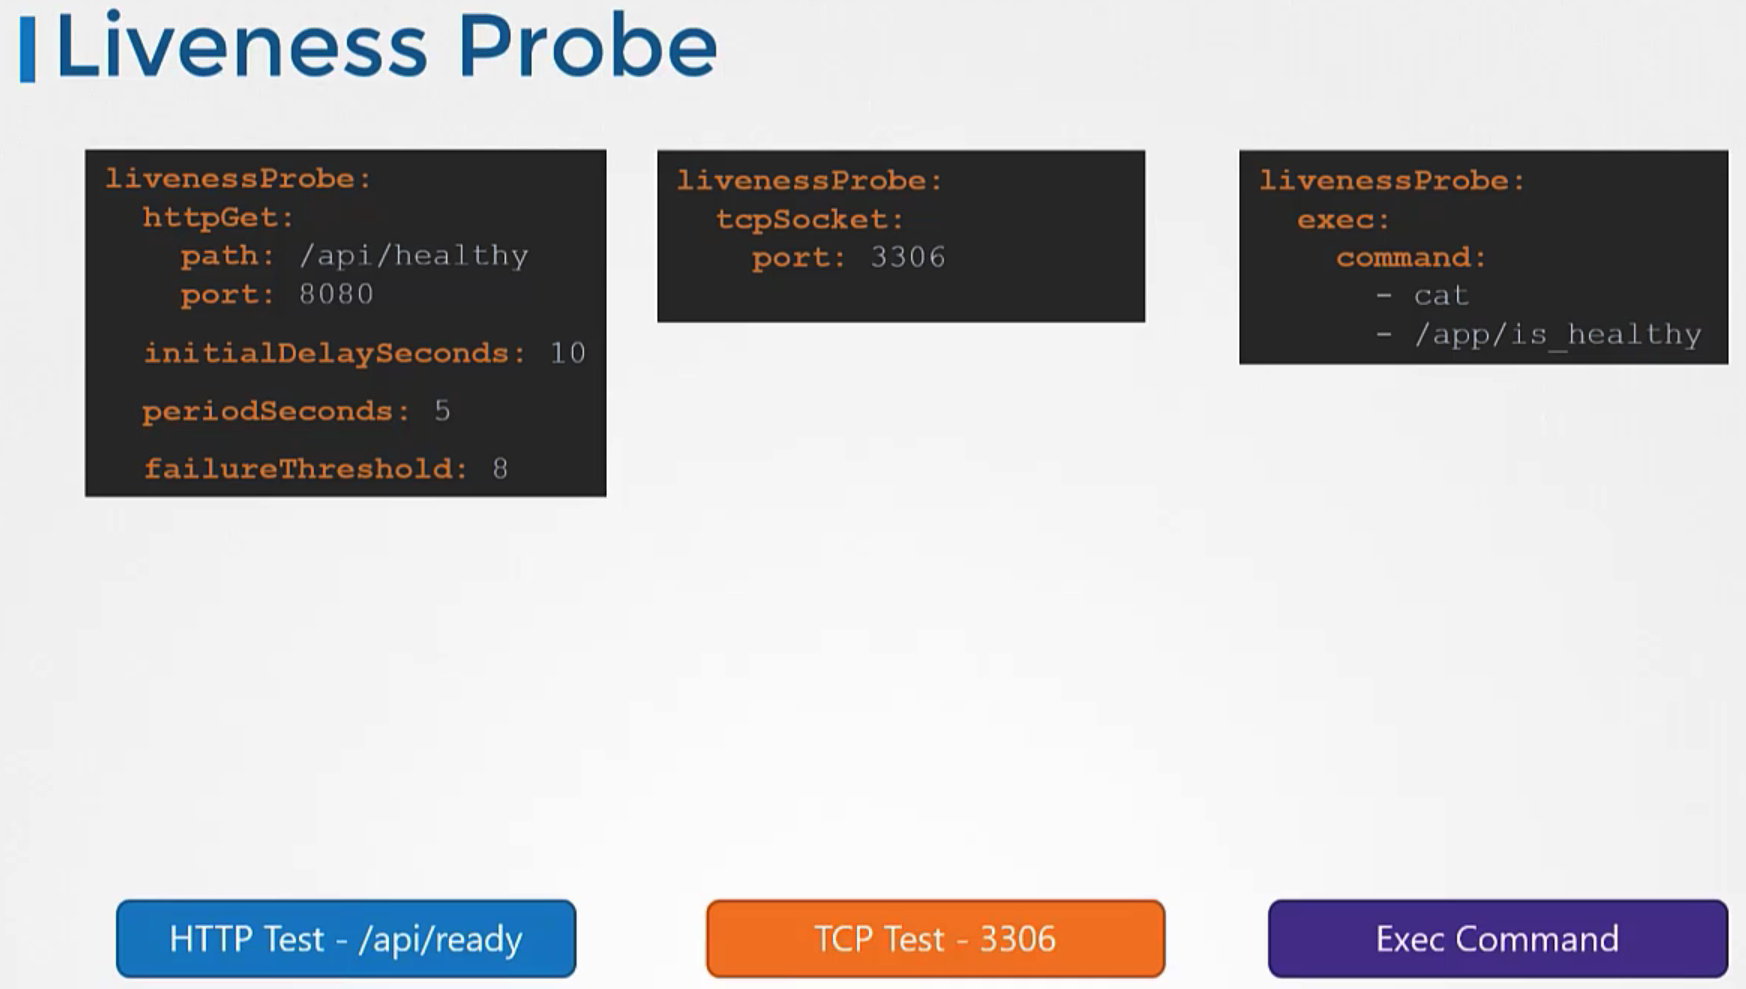 Liveness Probe
livenessProbe:
httpGet:
path: /api/healthy
port: 8080
initialDelaySeconds: 10
periodSeconds: 5
failureThreshold: 8
livenessProbe:
tcpSocket:
port: 3306
livenessProbe:
exec:
command:
- cat
- /app/is_healthy
HTTP Test - /api/ready
TCP Test - 3306
Exec Command